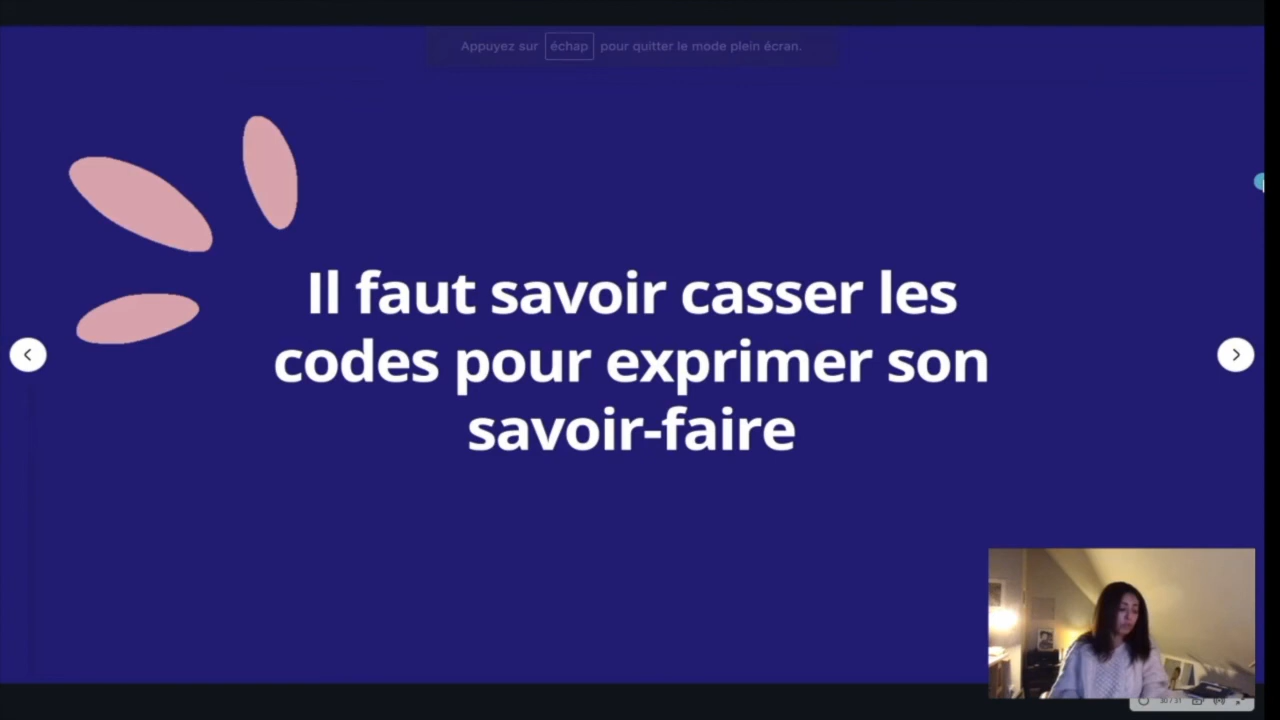 Appuyez sur échap pour quitter le mode plein écran.
Il faut savoir casser les
codes pour exprimer son
savoir-faire